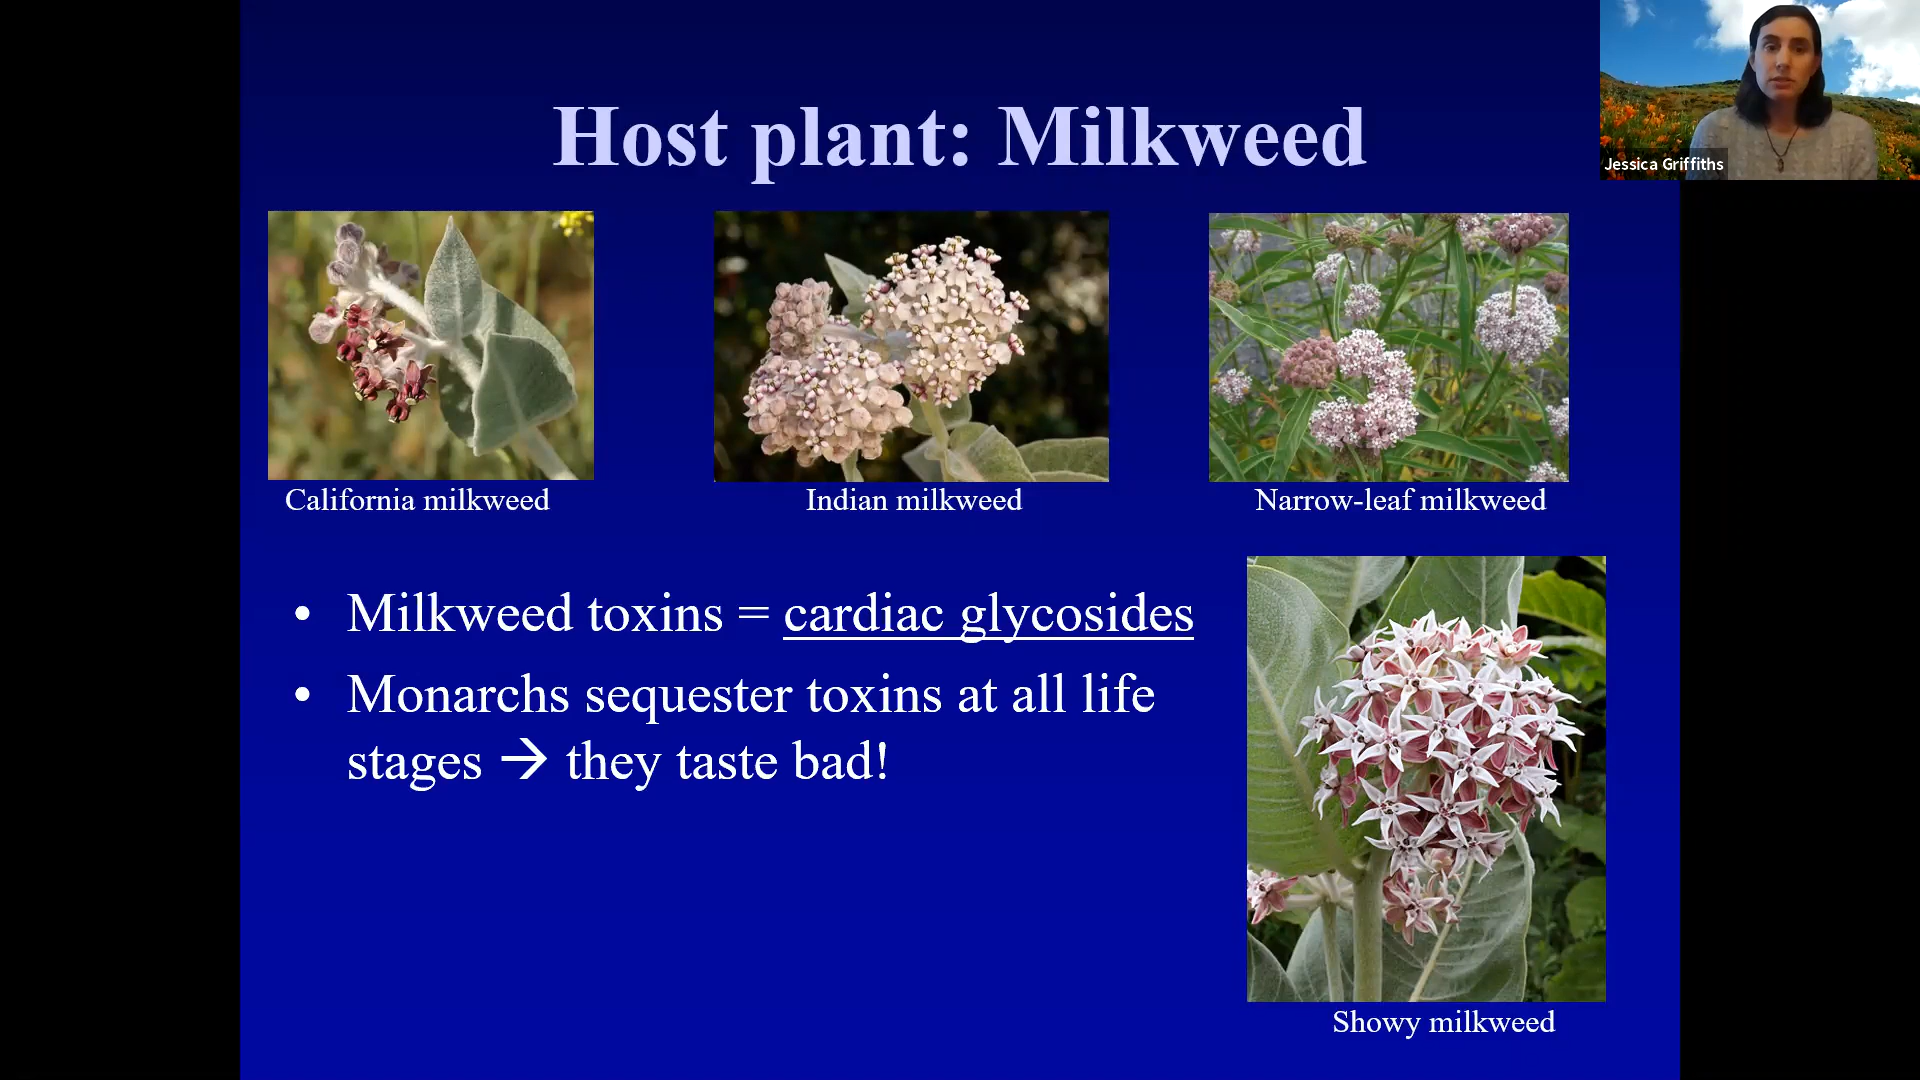 Host plant: Milkweed
Jessica Griffiths
California milkweed
Indian milkweed
Narrow-leaf milkweed
• Milkweed toxins = cardiac glycosides
• Monarchs sequester toxins at all life
stages → they taste bad!
Showy milkweed